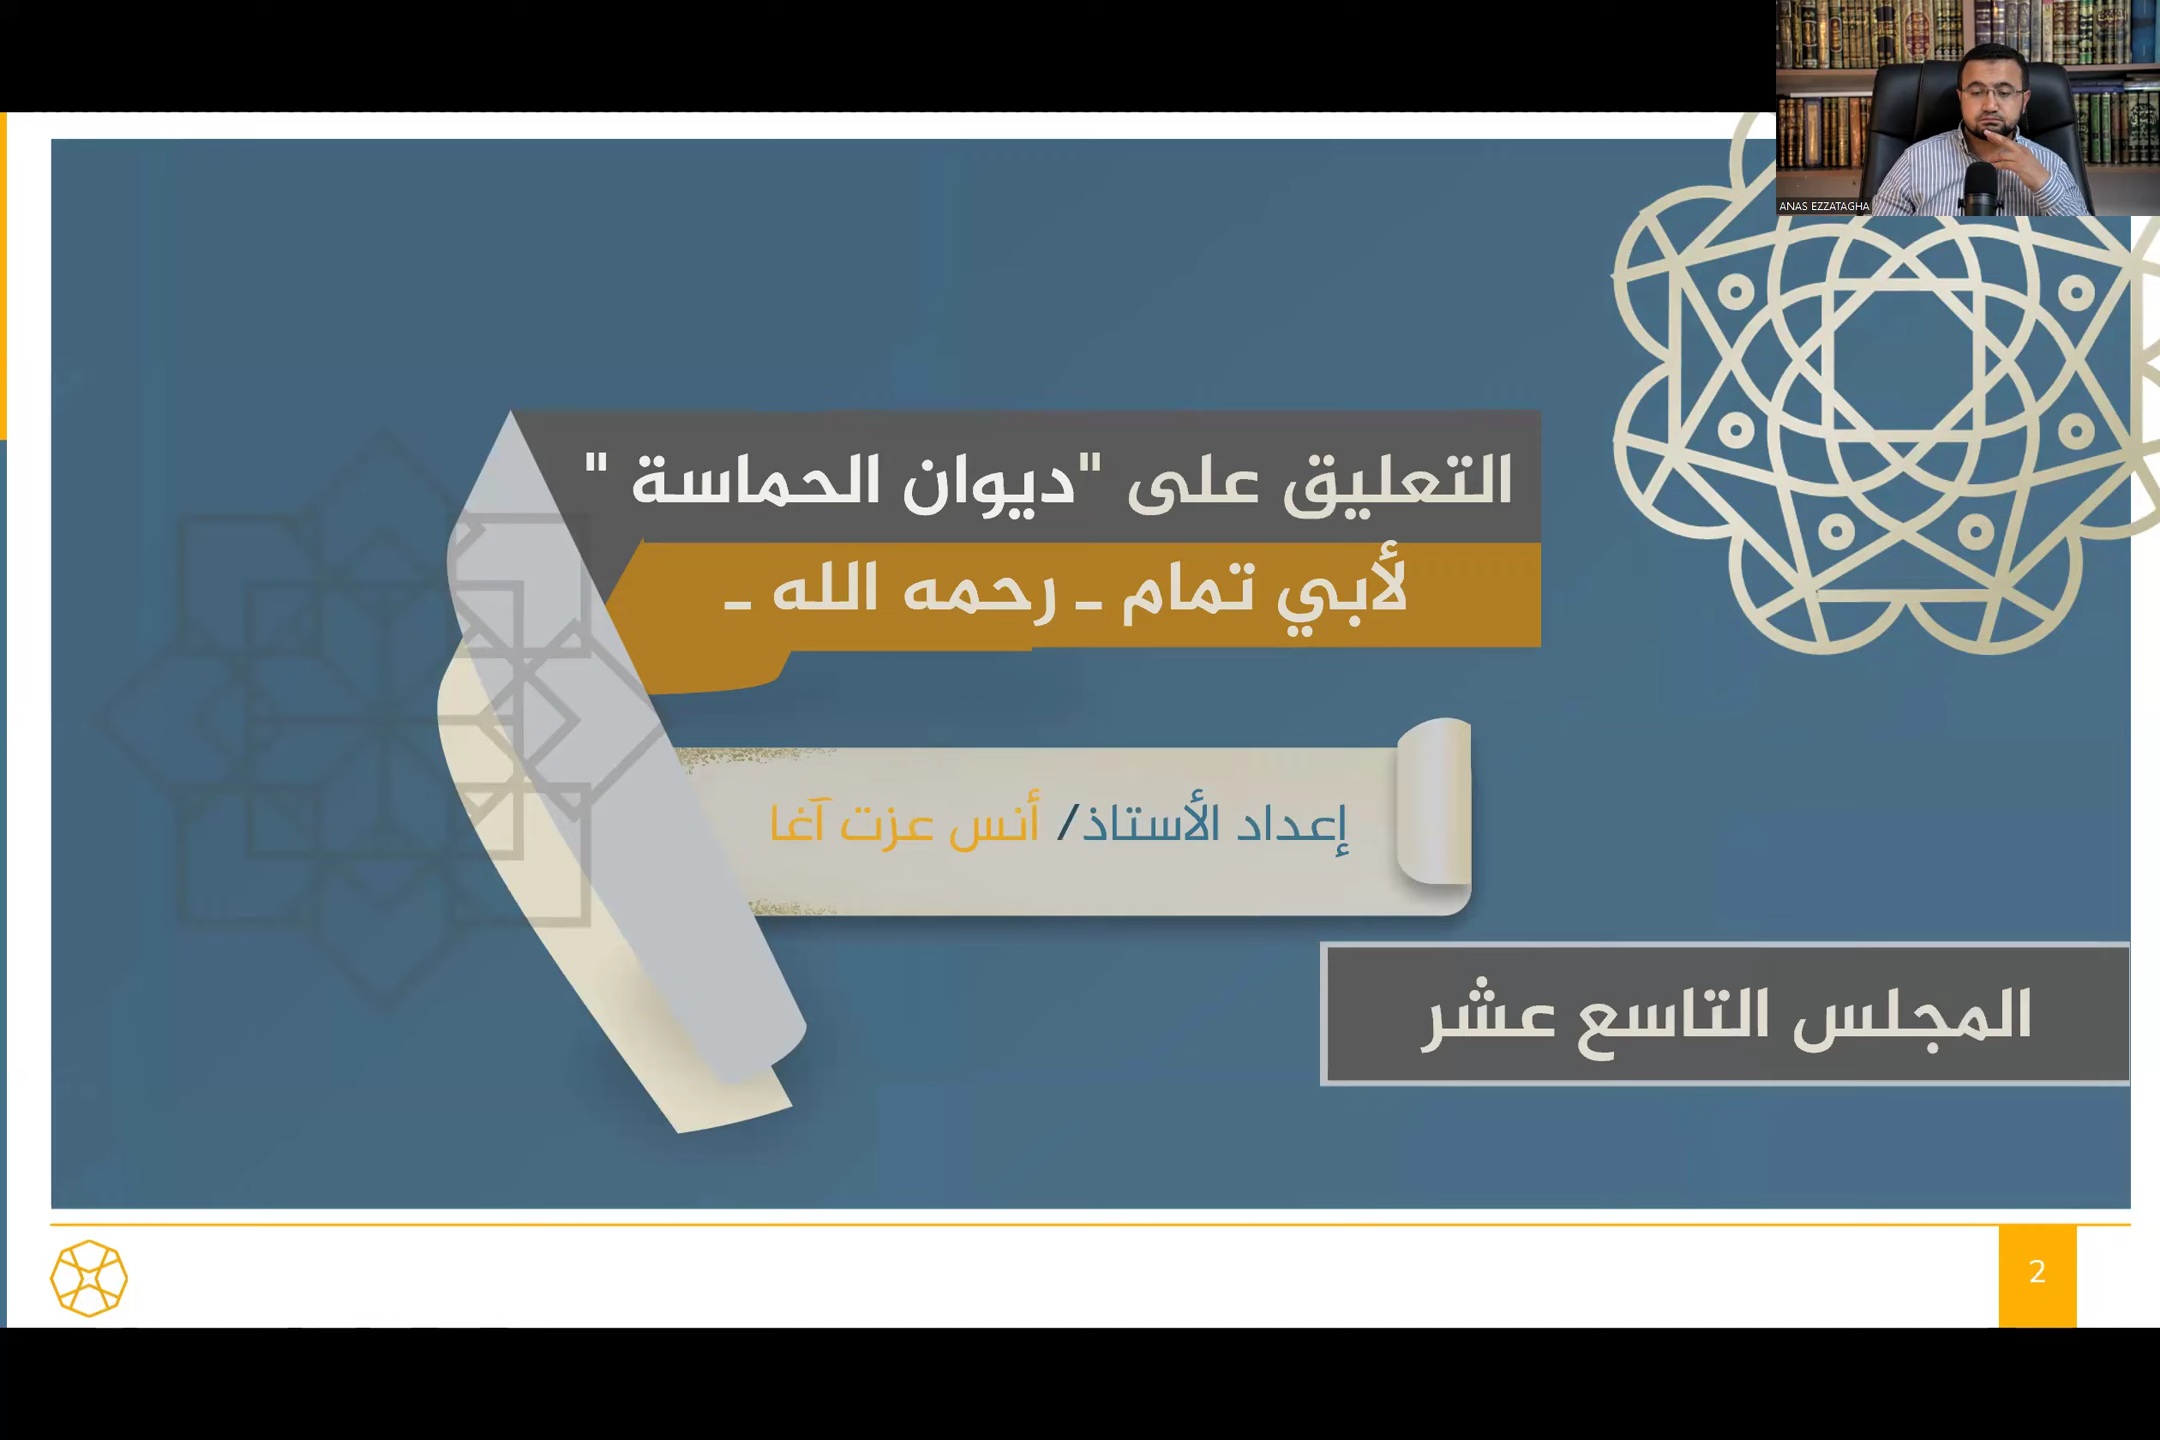 ANAS EZZATAGHA
التعليق على "ديوان الحماسة "
لأبي تمام ـ رحمه الله ـ
إعداد الأستاذ/ أنس عزت آغا
المجلس التاسع عشر
2